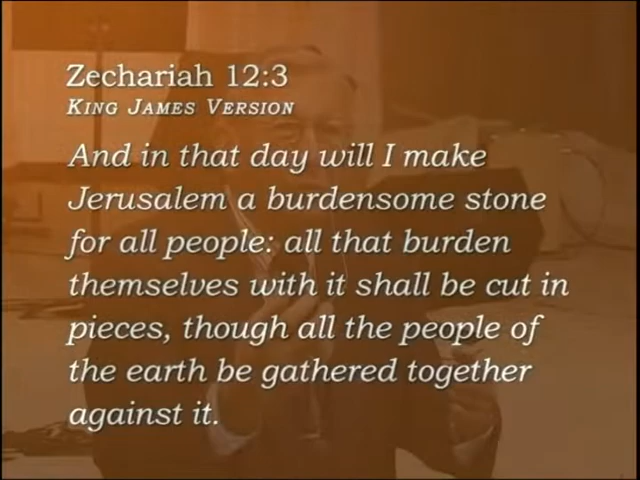 Zechariah 12:3
King James Version
And in that day will I make
Jerusalem a burdensome stone
for all people: all that burden
themselves with it shall be cut in
pieces, though all the people of
the earth be gathered together
against it.